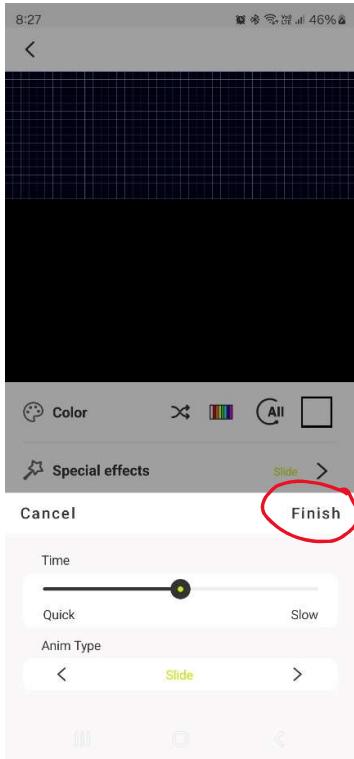 8:27 46%
Color All
Special effects Slide
Cancel Finish
Time
Quick Slow
Anim Type
Slide